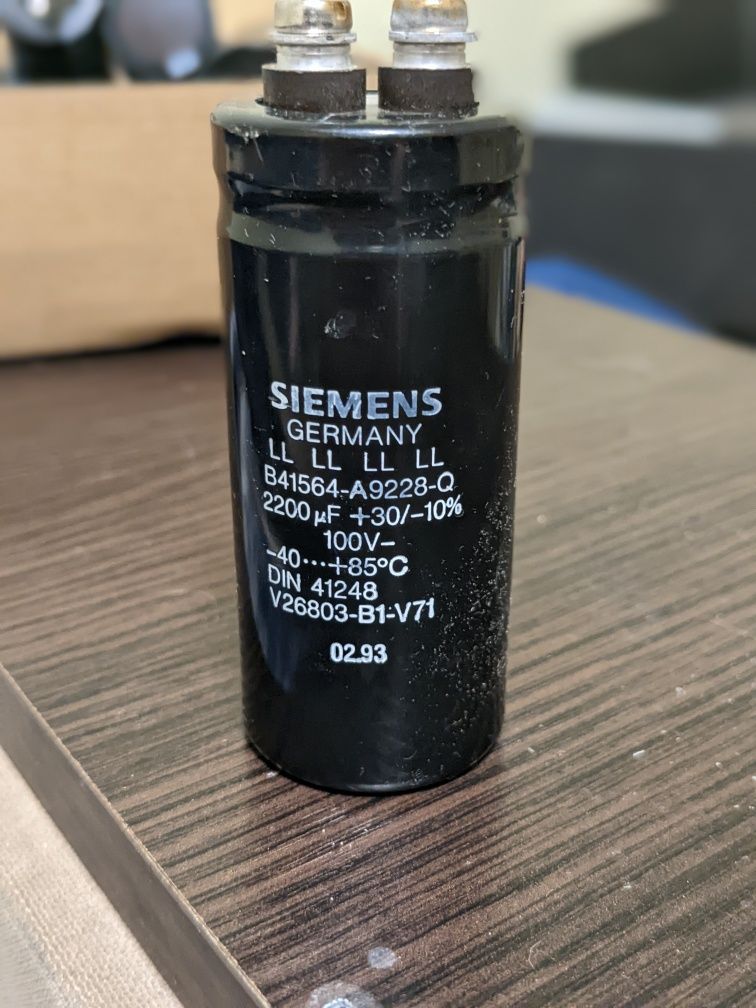 SIEMENS
GERMANY
LL LL LL LL
B41564-A9228-Q
2200 µF +30/-10%
100V-
-40···+85°C
DIN 41248
V26803-B1-V71
02.93